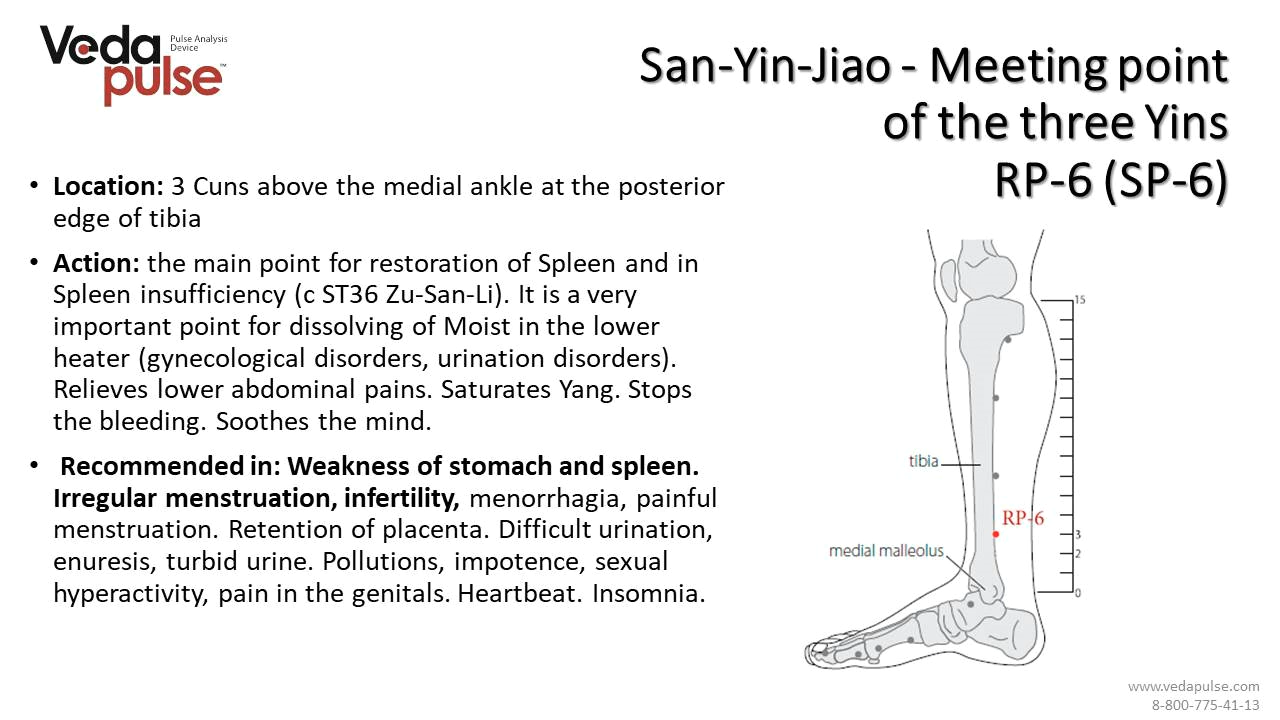 Veda
pulse™
Pulse Analysis
Device
San-Yin-Jiao - Meeting point
of the three Yins
RP-6 (SP-6)
• Location: 3 Cuns above the medial ankle at the posterior
edge of tibia
• Action: the main point for restoration of Spleen and in
Spleen insufficiency (c ST36 Zu-San-Li). It is a very
important point for dissolving of Moist in the lower
heater (gynecological disorders, urination disorders).
Relieves lower abdominal pains. Saturates Yang. Stops
the bleeding. Soothes the mind.
• Recommended in: Weakness of stomach and spleen.
Irregular menstruation, infertility, menorrhagia, painful
menstruation. Retention of placenta. Difficult urination,
enuresis, turbid urine. Pollutions, impotence, sexual
hyperactivity, pain in the genitals. Heartbeat. Insomnia.
15
tibia
RP-6
3
medial malleolus
2
0
www.vedapulse.com
8-800-775-41-13